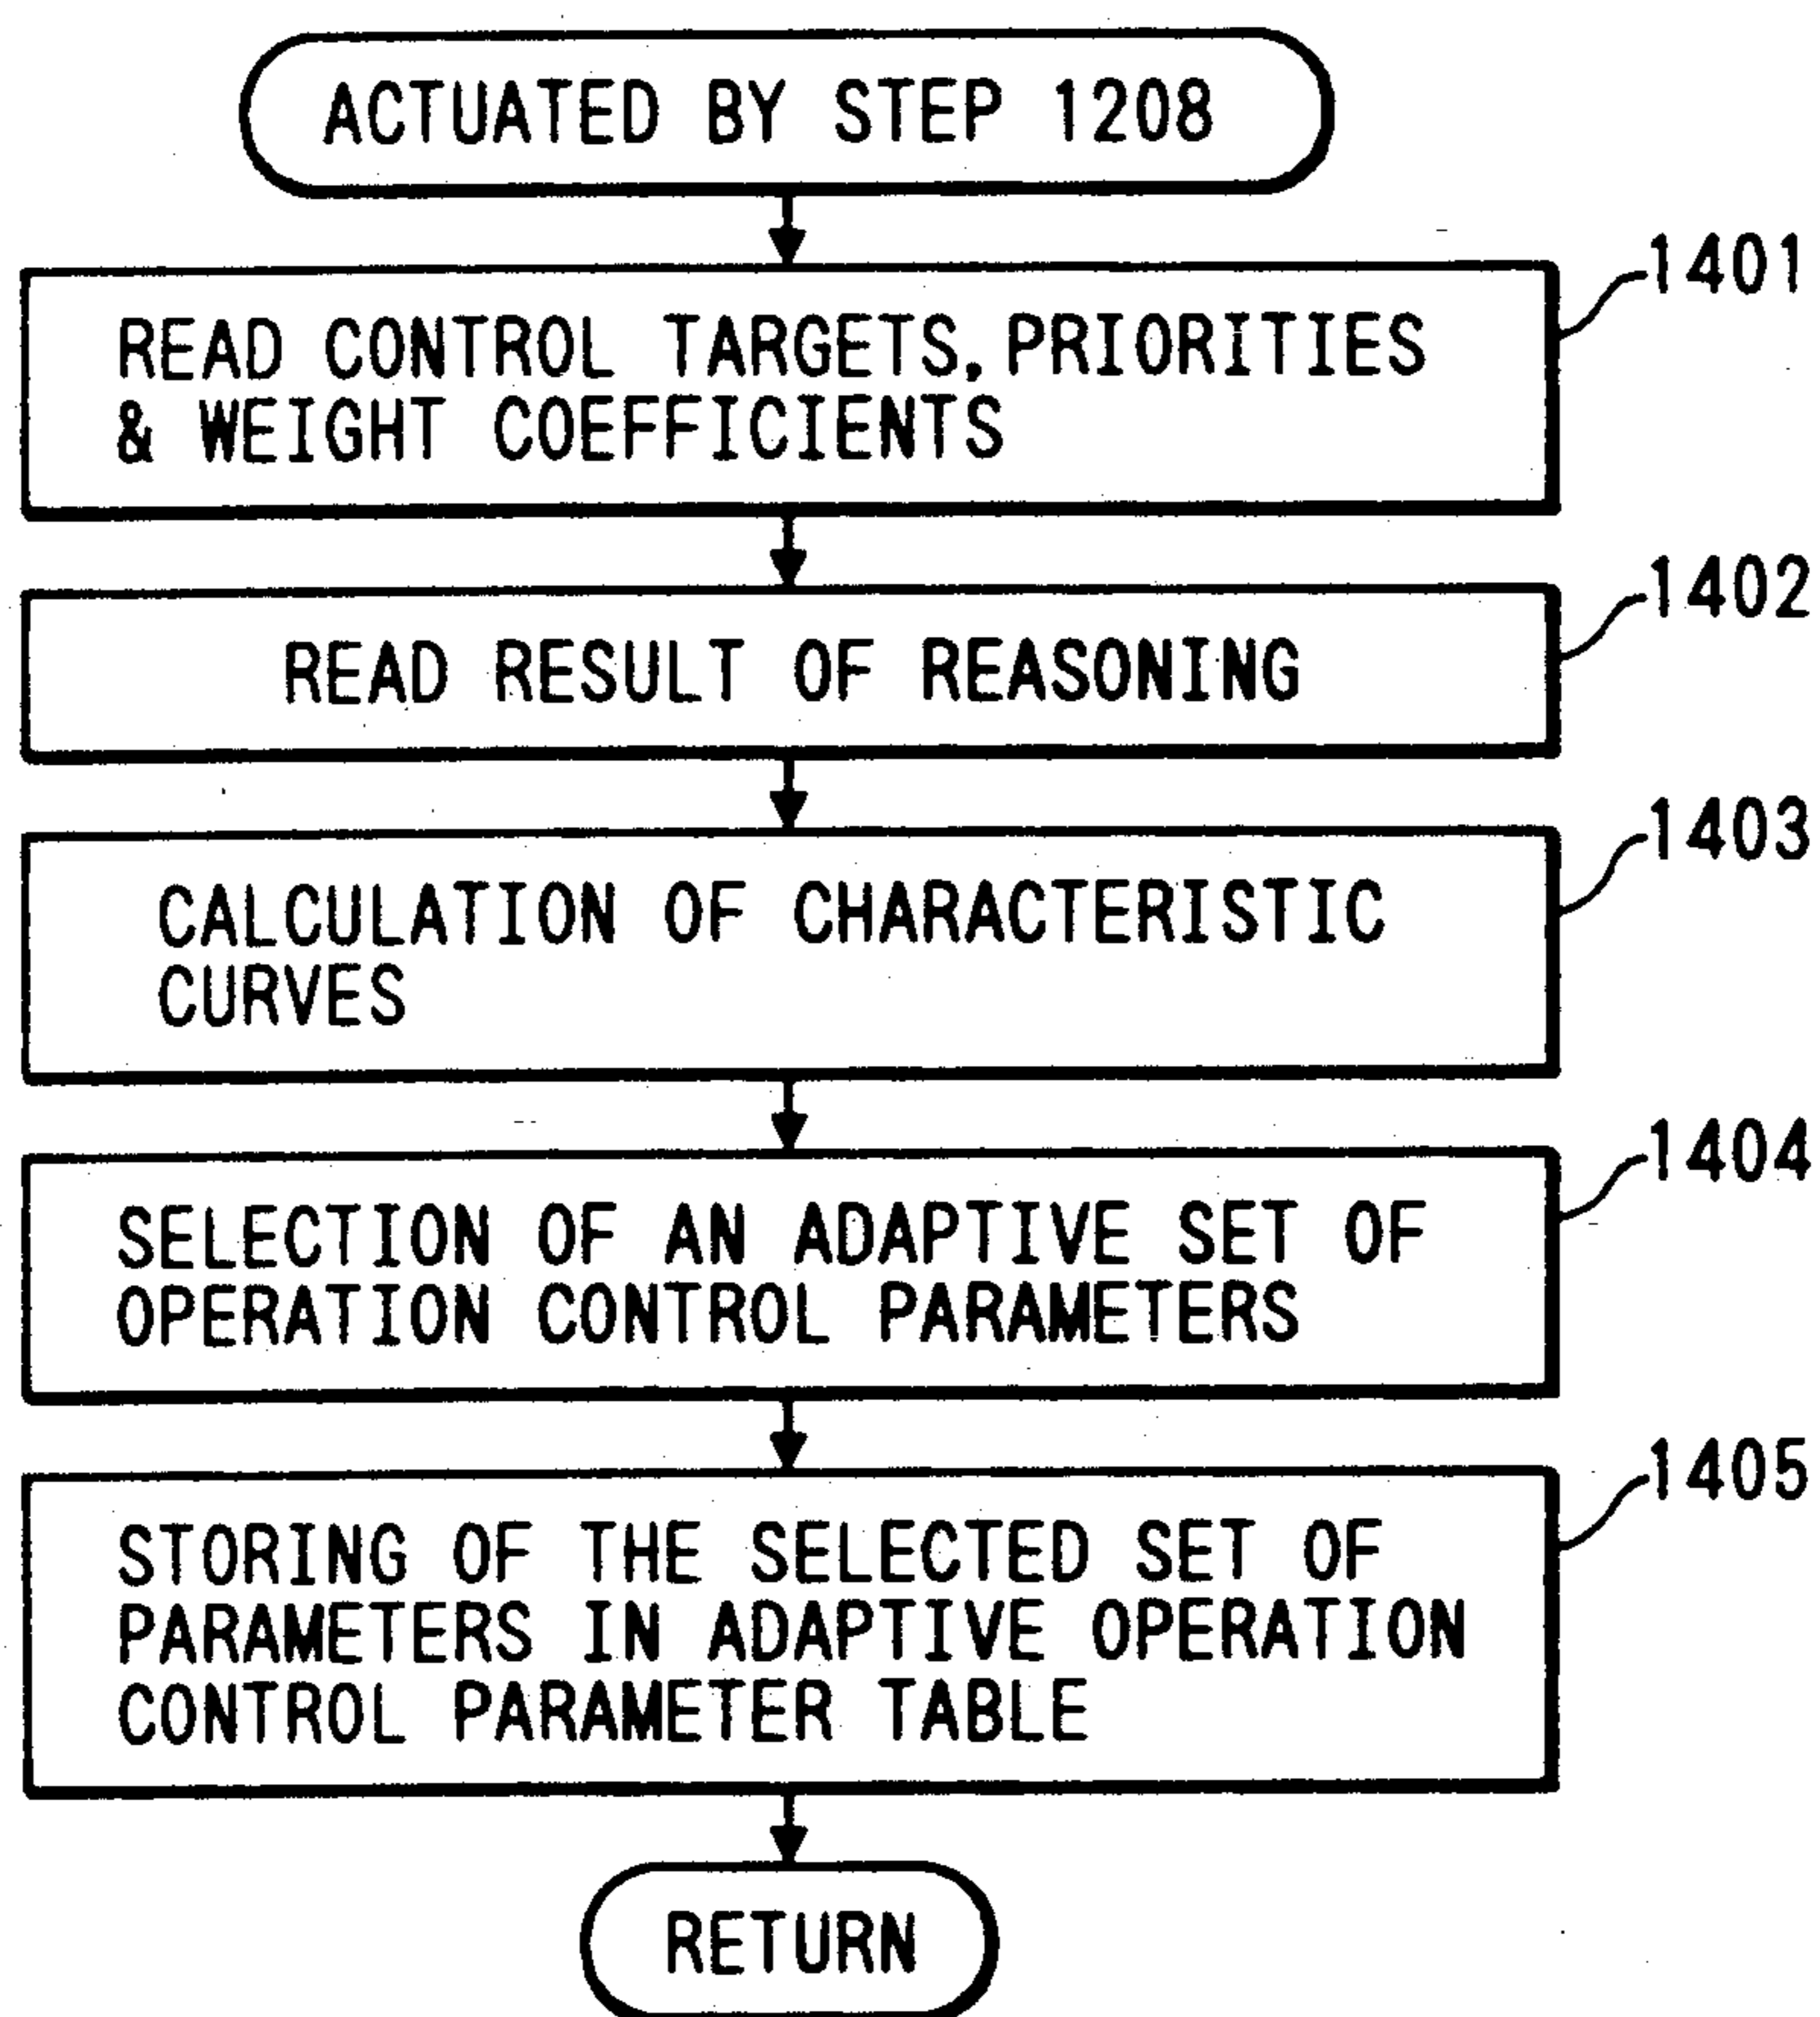 ACTUATED BY STEP 1208
1401
READ CONTROL TARGETS, PRIORITIES
& WEIGHT COEFFICIENTS
1402
READ RESULT OF REASONING
1403
CALCULATION OF CHARACTERISTIC
CURVES
1404
SELECTION OF AN ADAPTIVE SET OF
OPERATION CONTROL PARAMETERS
1405
STORING OF THE SELECTED SET OF
PARAMETERS IN ADAPTIVE OPERATION
CONTROL PARAMETER TABLE
RETURN